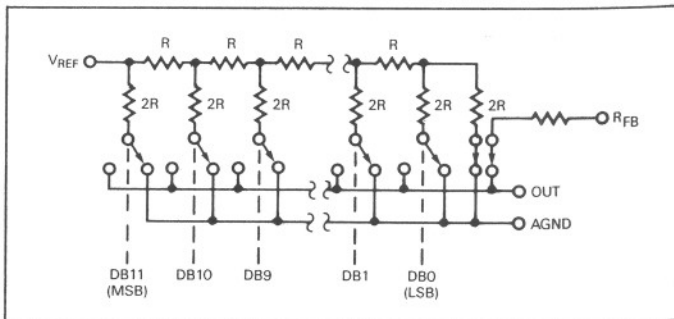 R R R R
VREF
2R 2R 2R 2R 2R 2R
RFB
OUT
AGND
DB11 DB10 DB9 DB1 DB0
(MSB) (LSB)